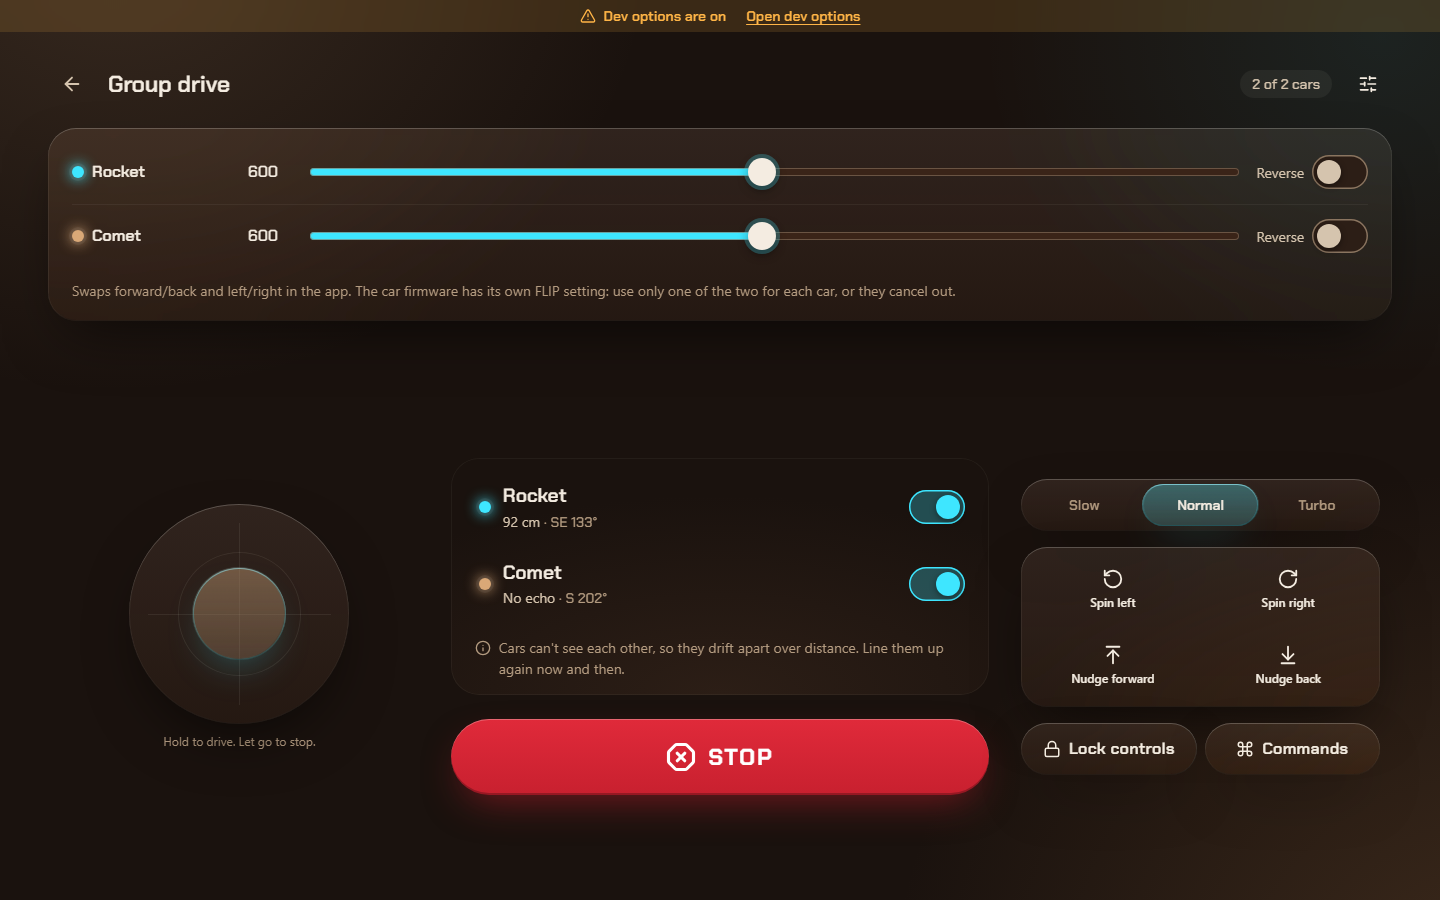 Dev options are on Open dev options
Group drive
2 of 2 cars
Rocket 600 Reverse
Comet 600 Reverse
Swaps forward/back and left/right in the app. The car firmware has its own FLIP setting: use only one of the two for each car, or they cancel out.
Hold to drive. Let go to stop.
Rocket
92 cm · SE 133°
Comet
No echo · S 202°
Cars can't see each other, so they drift apart over distance. Line them up
again now and then.
STOP
Slow Normal Turbo
Spin left Spin right
Nudge forward Nudge back
Lock controls Commands